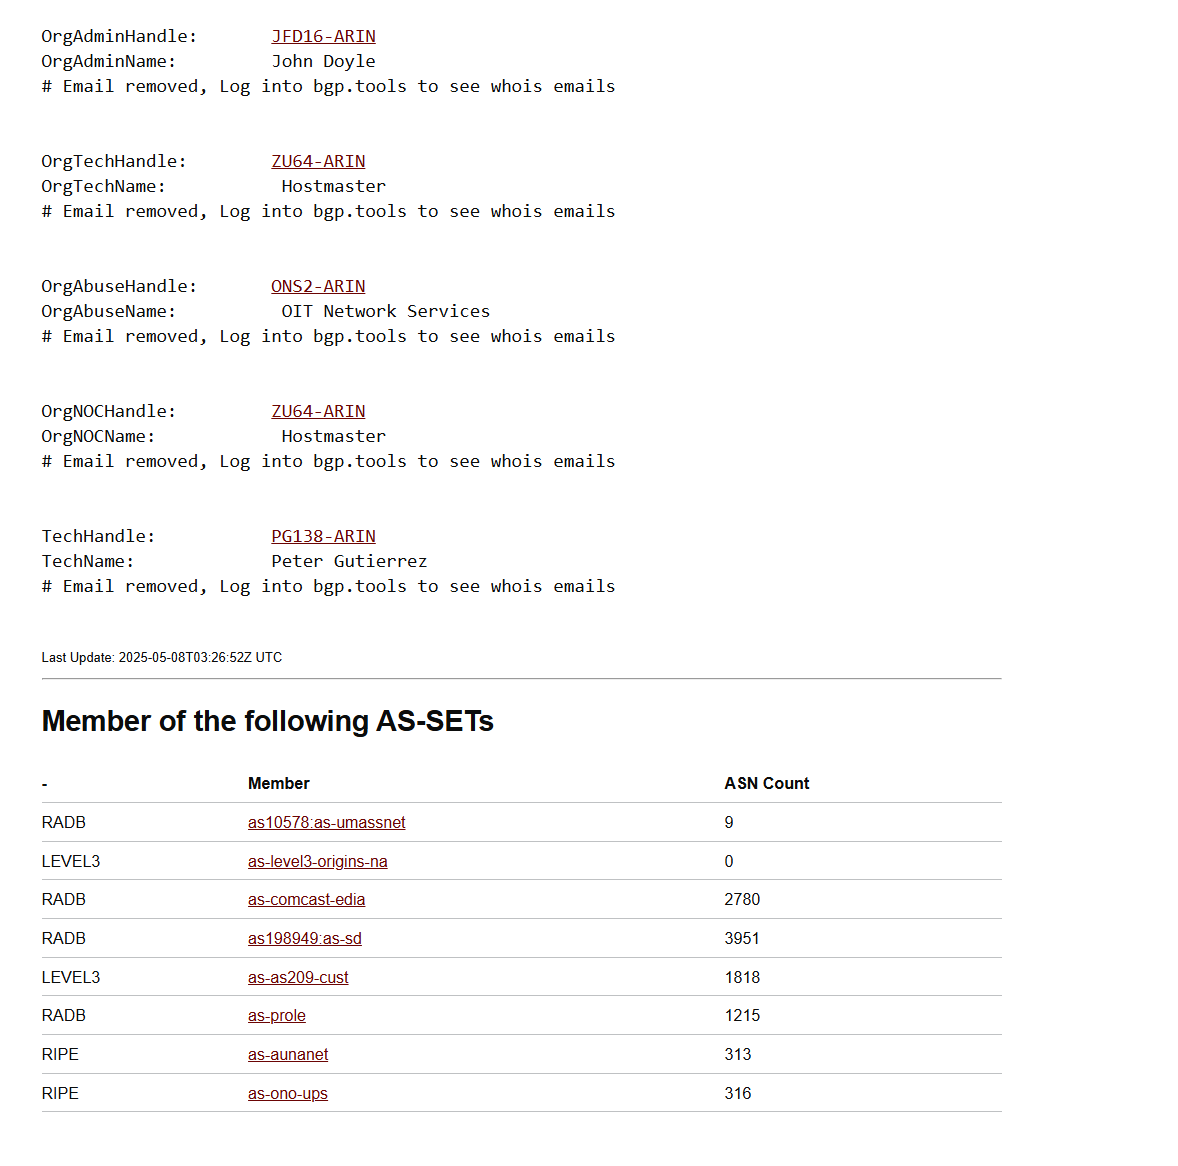 OrgAdminHandle: JFD16-ARIN
OrgAdminName: John Doyle
# Email removed, Log into bgp.tools to see whois emails
OrgTechHandle: ZU64-ARIN
OrgTechName: Hostmaster
# Email removed, Log into bgp.tools to see whois emails
OrgAbuseHandle: ONS2-ARIN
OrgAbuseName: OIT Network Services
# Email removed, Log into bgp.tools to see whois emails
OrgNOCHandle: ZU64-ARIN
OrgNOCName: Hostmaster
# Email removed, Log into bgp.tools to see whois emails
TechHandle: PG138-ARIN
TechName: Peter Gutierrez
# Email removed, Log into bgp.tools to see whois emails
Last Update: 2025-05-08T03:26:52Z UTC
Member of the following AS-SETs
- Member ASN Count
RADB as10578:as-umassnet 9
LEVEL3 as-level3-origins-na 0
RADB as-comcast-edia 2780
RADB as198949:as-sd 3951
LEVEL3 as-as209-cust 1818
RADB as-prole 1215
RIPE as-aunanet 313
RIPE as-ono-ups 316